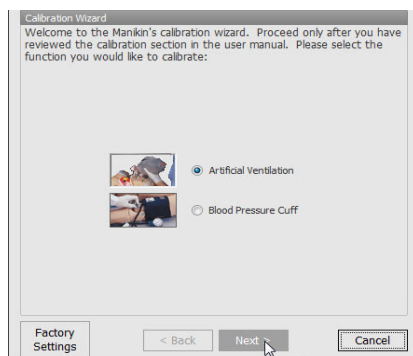 Calibration Wizard
Welcome to the Manikin's calibration wizard. Proceed only after you have
reviewed the calibration section in the user manual. Please select the
function you would like to calibrate:
Artificial Ventilation
Blood Pressure Cuff
Factory
Settings
< Back
Next >
Cancel